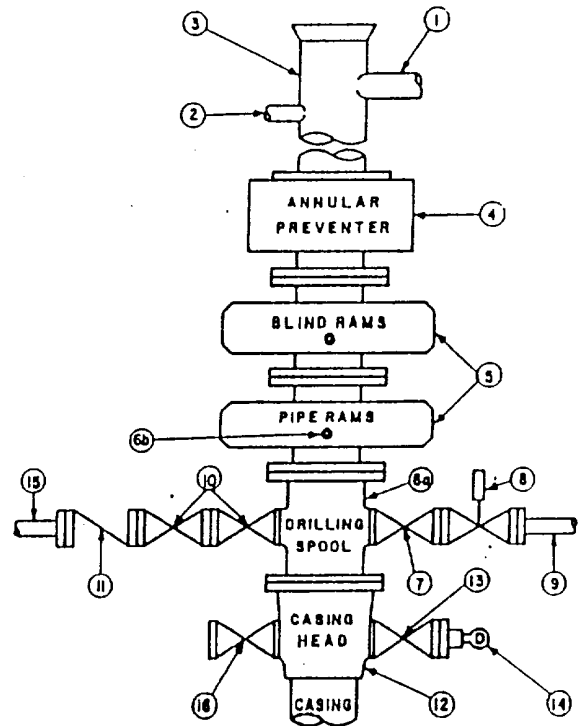 3
1
2
ANNULAR
PREVENTER
4
BLIND RAMS
5
PIPE RAMS
6b
15
10
8a
8
DRILLING
SPOOL
11
7
13
9
CASING
HEAD
16
12
14
CASING